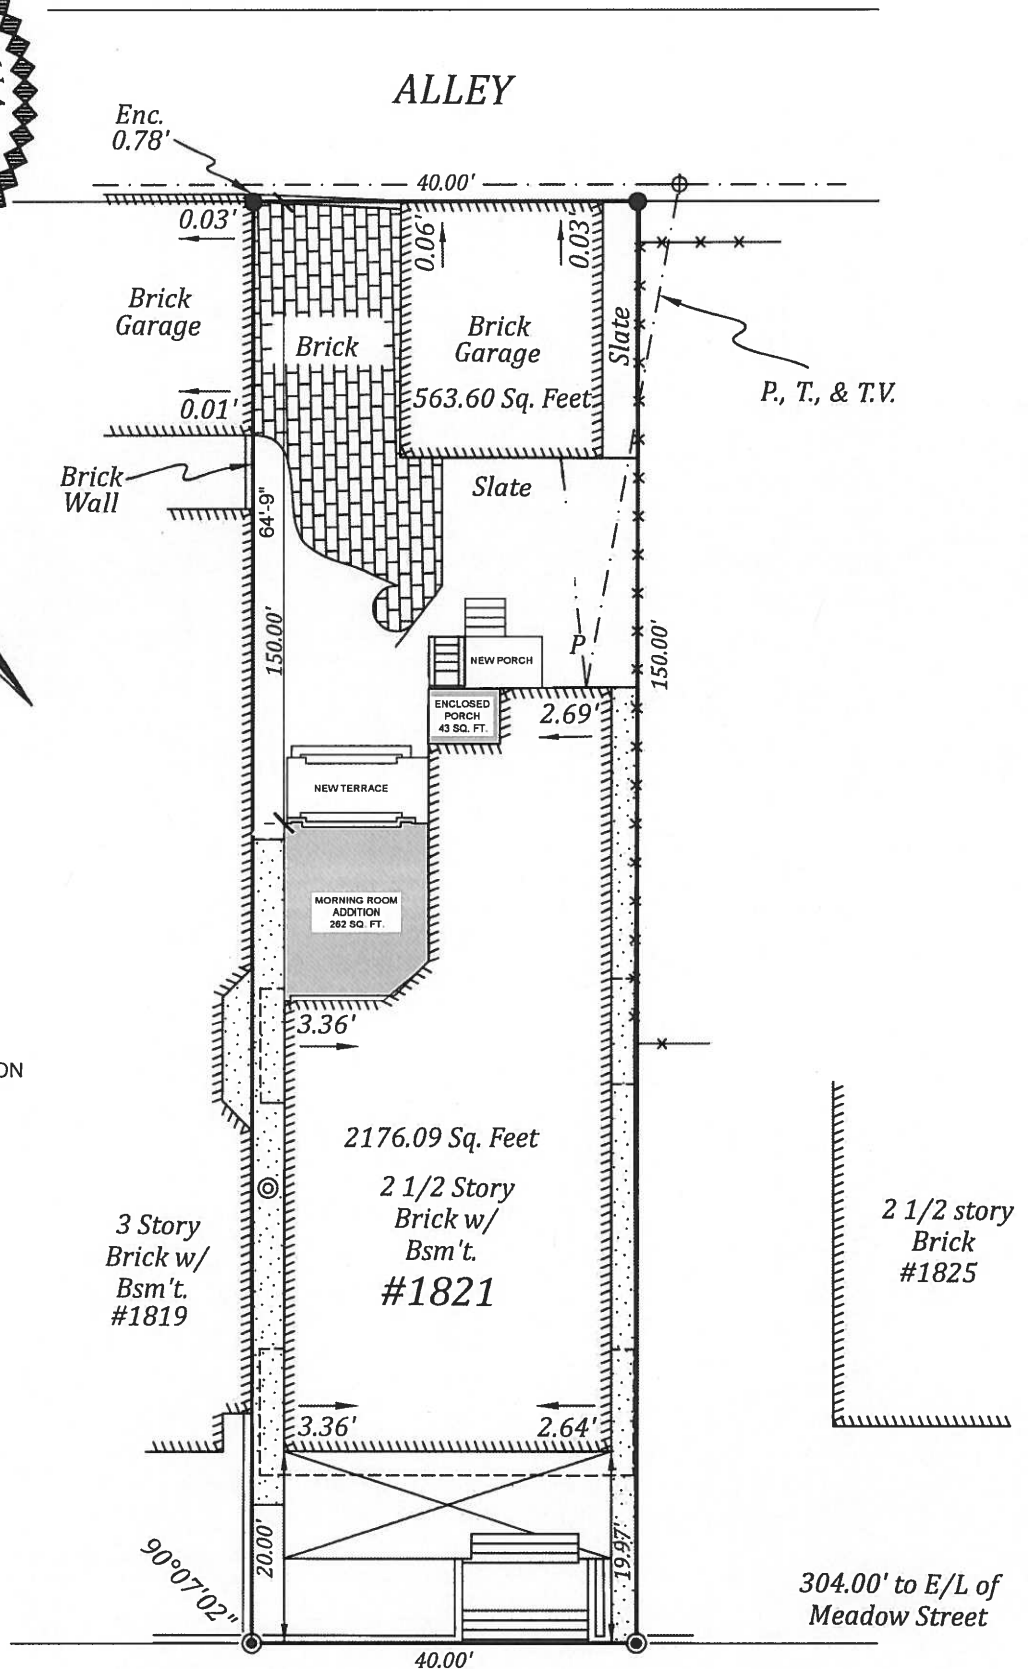 ALLEY
Enc.
0.78'
40.00'
0.03'
0.06'
0.03'
Brick
Garage
Brick
Brick
Garage
563.60 Sq. Feet
Slate
P., T., & T.V.
0.01'
Brick
Wall
Slate
64'-9"
150.00'
150.00'
P
NEW PORCH
ENCLOSED
PORCH
43 SQ. FT.
2.69'
NEW TERRACE
MORNING ROOM
ADDITION
262 SQ. FT.
3.36'
ON
2176.09 Sq. Feet
2 1/2 Story
Brick w/
Bsm't.
#1821
3 Story
Brick w/
Bsm't.
#1819
2 1/2 story
Brick
#1825
3.36'
2.64'
20.00'
19.97'
90°07'02"
304.00' to E/L of
Meadow Street
40.00'